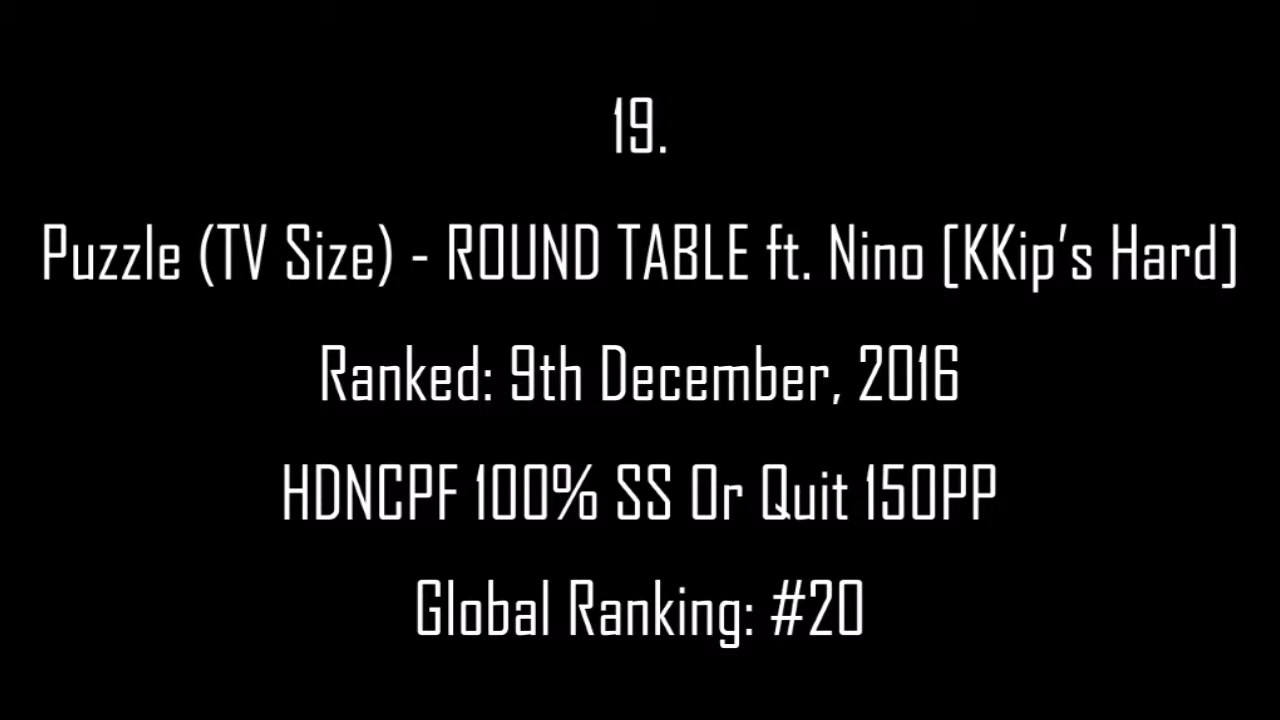 19.
Puzzle (TV Size) - ROUND TABLE ft. Nino [KKip's Hard]
Ranked: 9th December, 2016
HDNCPF 100% SS Or Quit 150PP
Global Ranking: #20